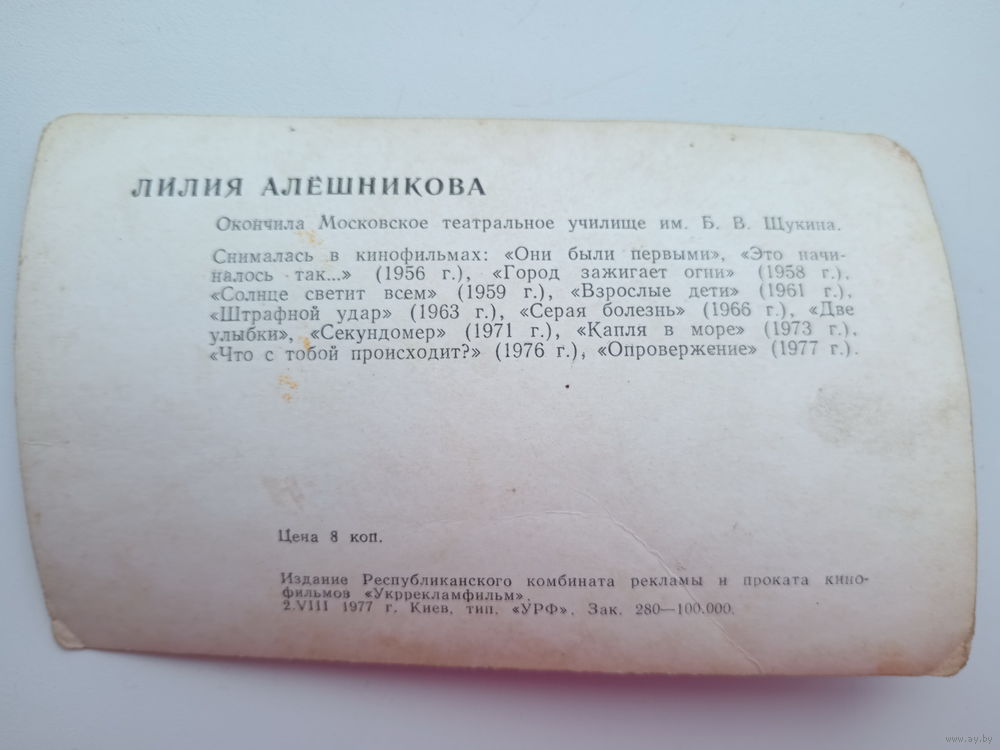 ЛИЛИЯ АЛЁШНИКОВА
Окончила Московское театральное училище им. Б. В. Щукина.
Снималась в кинофильмах: «Они были первыми», «Это начи-
налось так...» (1956 г.), «Город зажигает огни» (1958 г.),
«Солнце светит всем» (1959 г.), «Взрослые дети» (1961 г.),
«Штрафной удар» (1963 г.), «Серая болезнь» (1966 г.), «Две
улыбки», «Секундомер» (1971 г.), «Капля в море» (1973 г.),
«Что с тобой происходит?» (1976 г.), «Опровержение» (1977 г.).
Цена 8 коп.
Издание Республиканского комбината рекламы и проката кино-
фильмов «Укррекламфильм».
2.VIII 1977 г. Киев, тип. «УРФ». Зак. 280—100.000.
www.ay.by